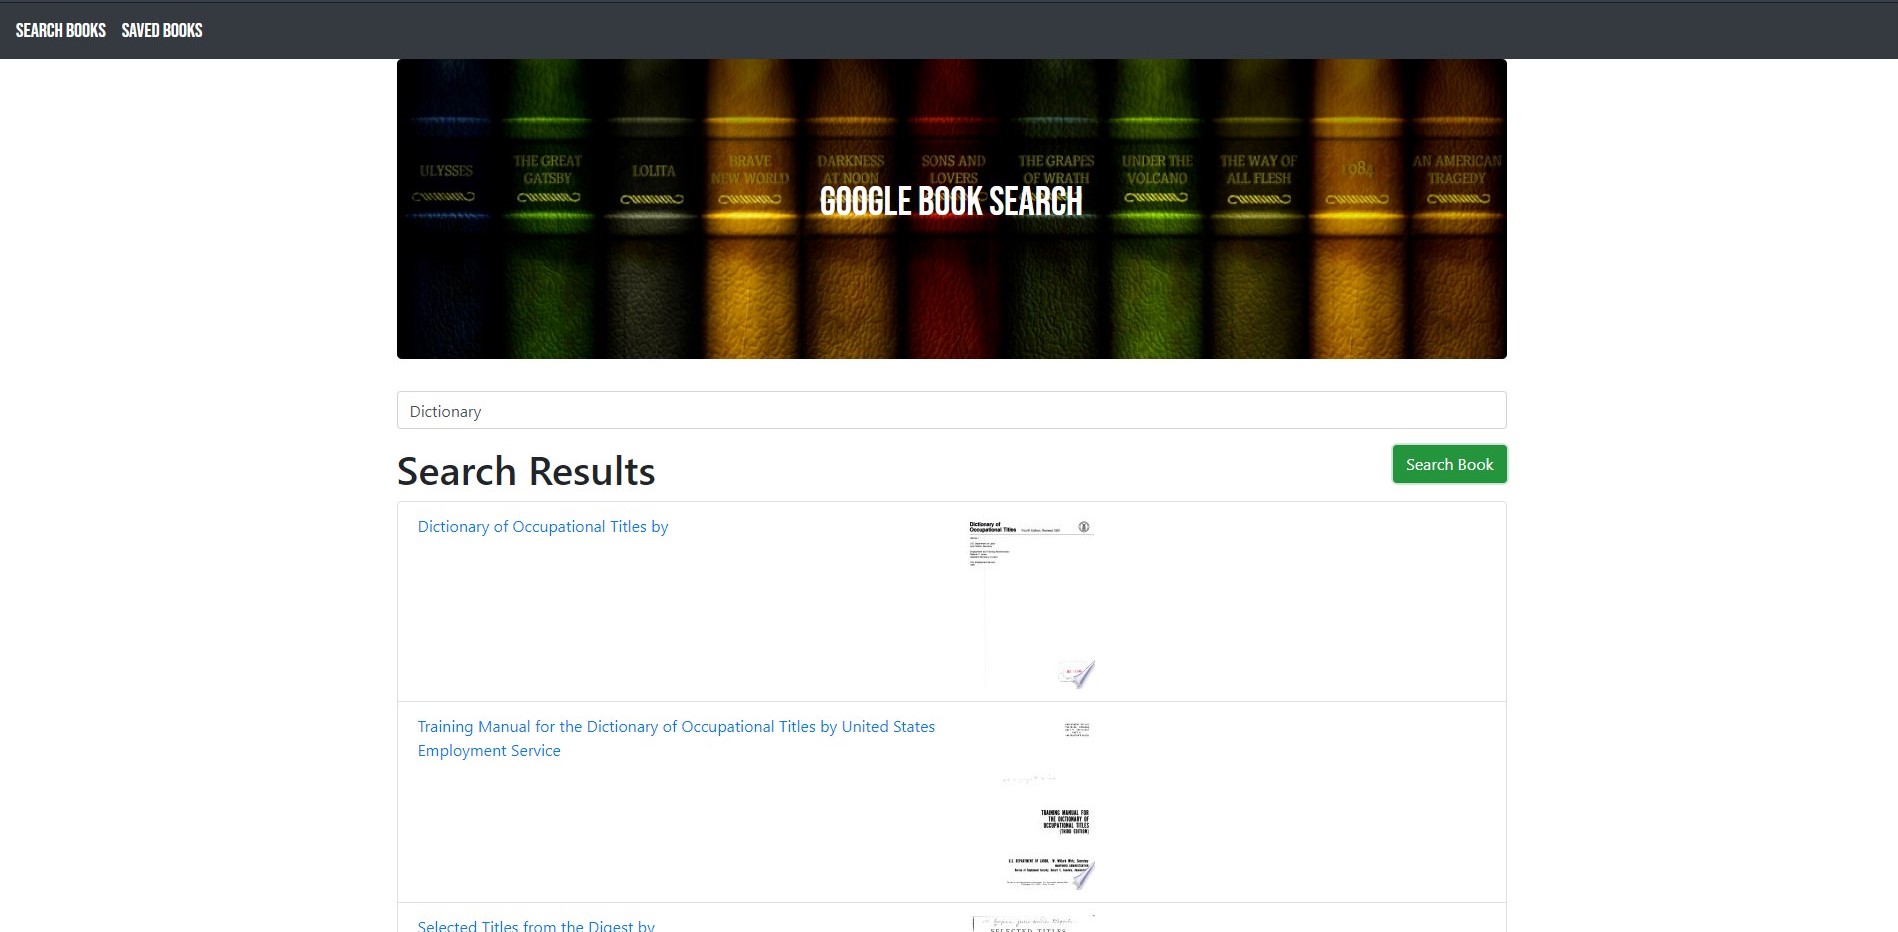 SEARCH BOOKS SAVED BOOKS
ULYSSES
THE GREAT
GATSBY
LOLITA
BRAVE
NEW WORLD
DARKNESS
AT NOON
SONS AND
LOVERS
THE GRAPES
OF WRATH
UNDER THE
VOLCANO
THE WAY OF
ALL FLESH
1984
AN AMERICAN
TRAGEDY
GOOGLE BOOK SEARCH
Dictionary
Search Results
Search Book
Dictionary of Occupational Titles by
Dictionary of
Occupational Titles
Training Manual for the Dictionary of Occupational Titles by United States
Employment Service
TRAINING MANUAL FOR
THE DICTIONARY OF
OCCUPATIONAL TITLES
(THIRD EDITION)
Selected Titles from the Digest by
SELECTED TITLES